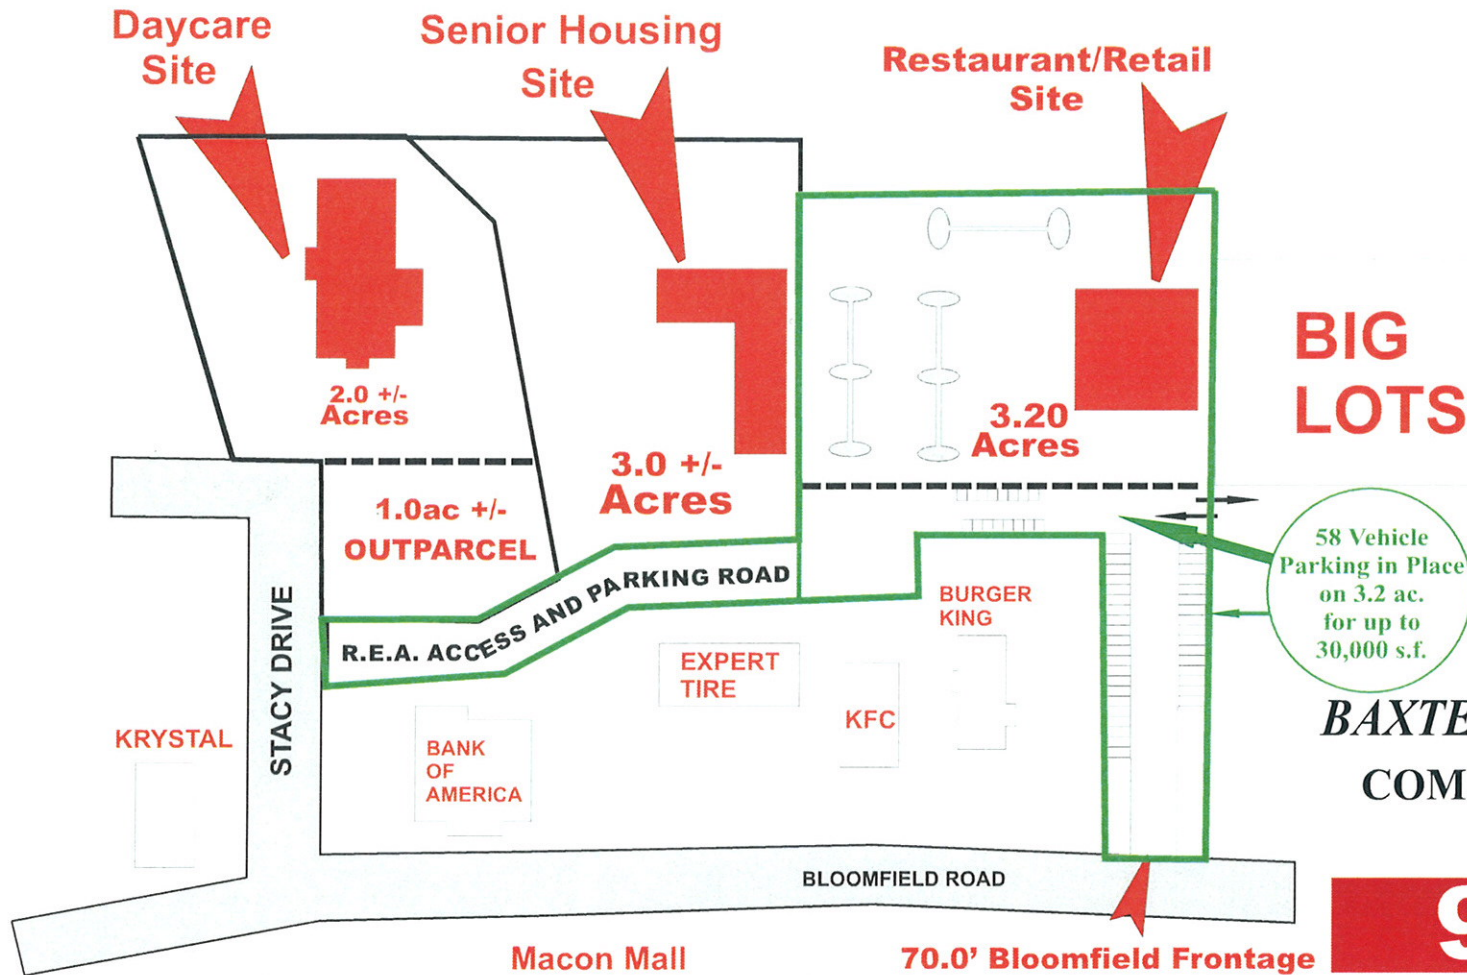 Daycare
Site
Senior Housing
Site
Restaurant/Retail
Site
2.0 +/-
Acres
3.0 +/-
Acres
3.20
Acres
BIG
LOTS
1.0ac +/-
OUTPARCEL
58 Vehicle
Parking in Place
on 3.2 ac.
for up to
30,000 s.f.
R.E.A. ACCESS AND PARKING ROAD
STACY DRIVE
BURGER
KING
EXPERT
TIRE
KFC
KRYSTAL
BANK
OF
AMERICA
BAXTE
COM
BLOOMFIELD ROAD
Macon Mall
70.0' Bloomfield Frontage